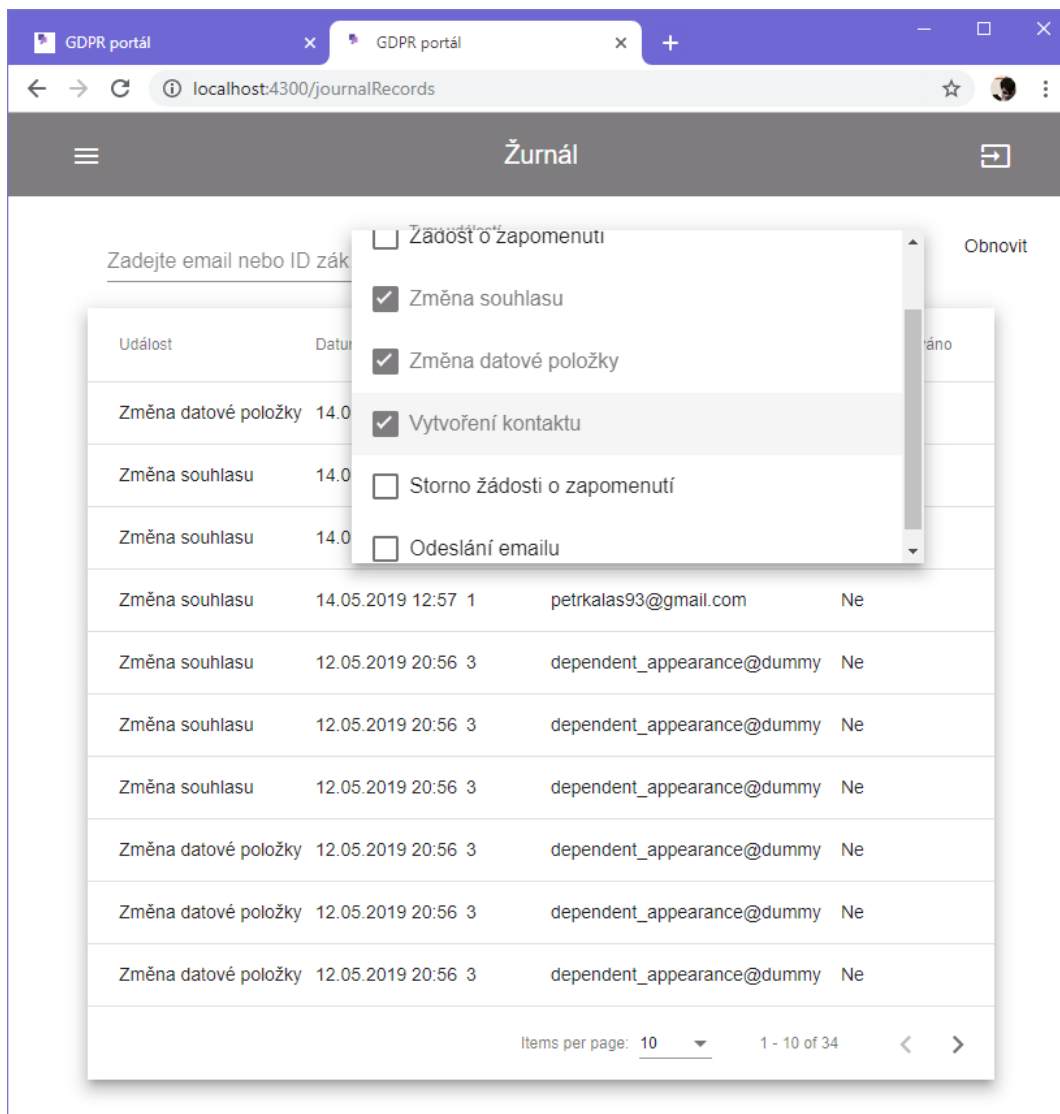 GDPR portál
GDPR portál
localhost:4300/journalRecords
Žurnál
Typy událostí
Zadejte email nebo ID zák
Žádost o zapomenutí
Obnovit
Změna souhlasu
Změna datové položky
Vytvoření kontaktu
Storno žádosti o zapomenutí
Odeslání emailu
Událost Datu váno
Změna datové položky 14.0
Změna souhlasu 14.0
Změna souhlasu 14.0
Změna souhlasu 14.05.2019 12:57 1 petrkalas93@gmail.com Ne
Změna souhlasu 12.05.2019 20:56 3 dependent_appearance@dummy Ne
Změna souhlasu 12.05.2019 20:56 3 dependent_appearance@dummy Ne
Změna souhlasu 12.05.2019 20:56 3 dependent_appearance@dummy Ne
Změna datové položky 12.05.2019 20:56 3 dependent_appearance@dummy Ne
Změna datové položky 12.05.2019 20:56 3 dependent_appearance@dummy Ne
Změna datové položky 12.05.2019 20:56 3 dependent_appearance@dummy Ne
Items per page: 10 1 - 10 of 34